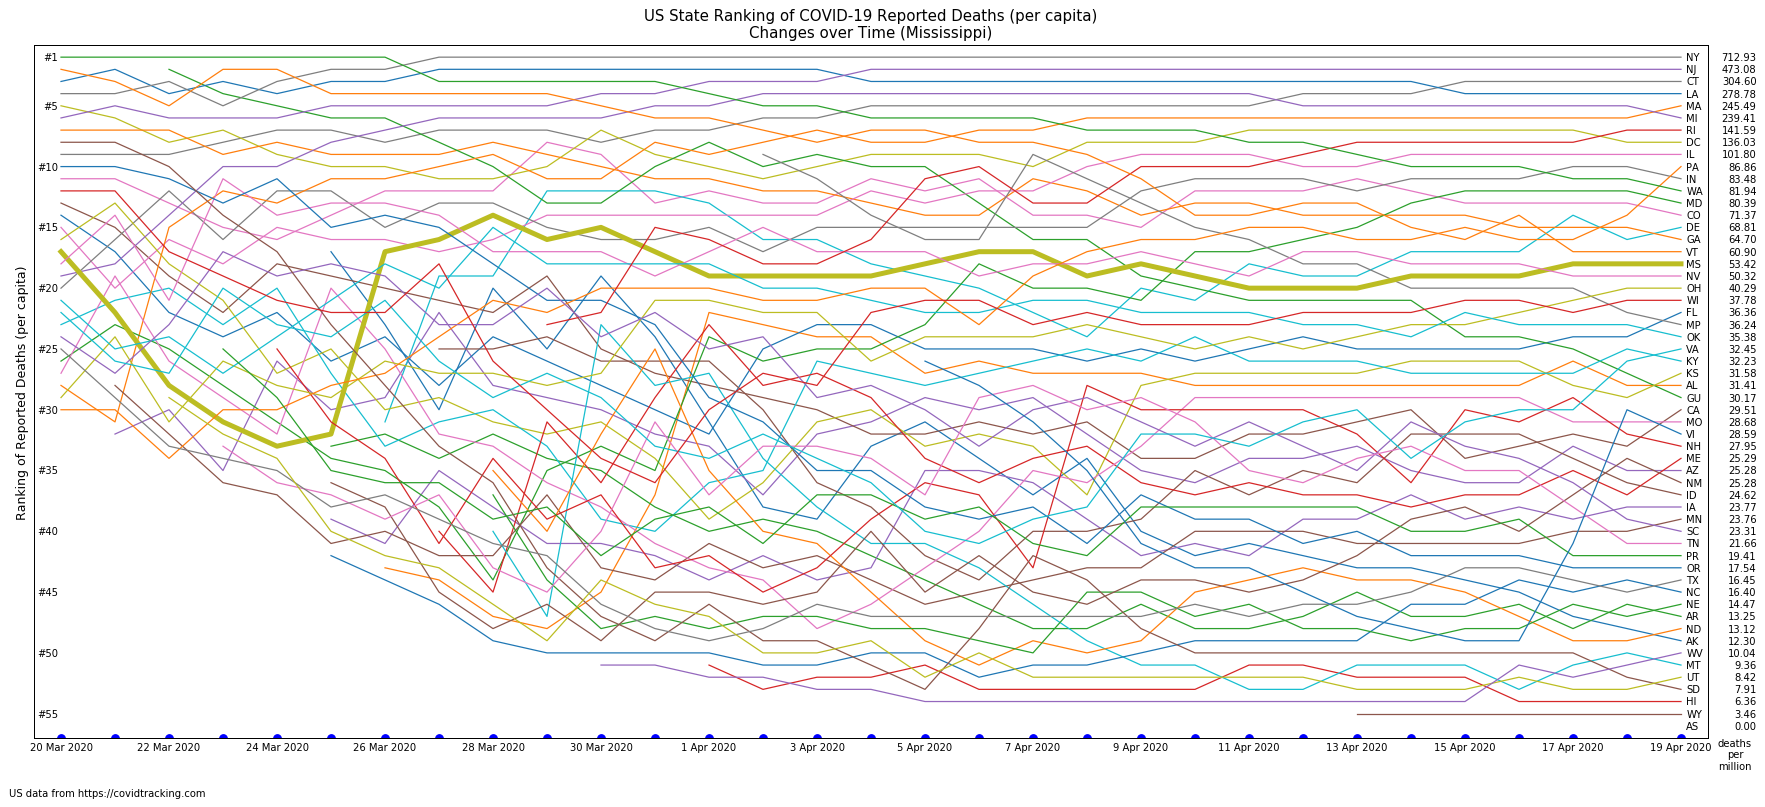 US State Ranking of COVID-19 Reported Deaths (per capita)
Changes over Time (Mississippi)
Ranking of Reported Deaths (per capita)
#1
#5
#10
#15
#20
#25
#30
#35
#40
#45
#50
#55
NY 712.93
NJ 473.08
CT 304.60
LA 278.78
MA 245.49
MI 239.41
RI 141.59
DC 136.03
IL 101.80
PA 86.86
IN 83.48
WA 81.94
MD 80.39
CO 71.37
DE 68.81
GA 64.70
VT 60.90
MS 53.42
NV 50.32
OH 40.29
WI 37.78
FL 36.36
MP 36.24
OK 35.38
VA 32.45
KY 32.23
KS 31.58
AL 31.41
GU 30.17
CA 29.51
MO 28.68
VI 28.59
NH 27.95
ME 25.29
AZ 25.28
NM 25.28
ID 24.62
IA 23.77
MN 23.76
SC 23.31
TN 21.66
PR 19.41
OR 17.54
TX 16.45
NC 16.40
NE 14.47
AR 13.25
ND 13.12
AK 12.30
WV 10.04
MT 9.36
UT 8.42
SD 7.91
HI 6.36
WY 3.46
AS 0.00
20 Mar 2020 22 Mar 2020 24 Mar 2020 26 Mar 2020 28 Mar 2020 30 Mar 2020 1 Apr 2020 3 Apr 2020 5 Apr 2020 7 Apr 2020 9 Apr 2020 11 Apr 2020 13 Apr 2020 15 Apr 2020 17 Apr 2020 19 Apr 2020
deaths
per
million
US data from https://covidtracking.com